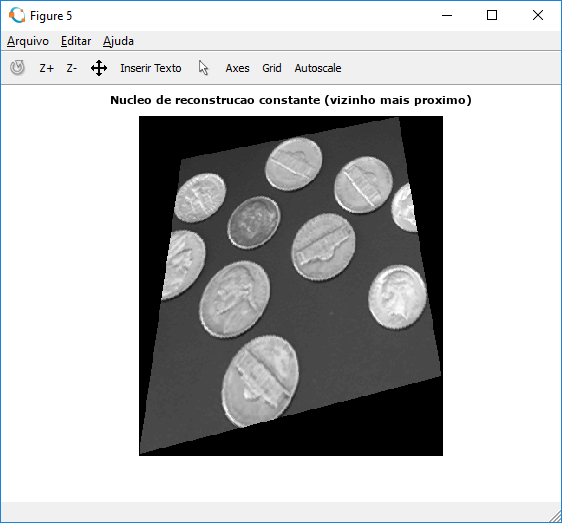 Figure 5
Arquivo Editar Ajuda
Z+ Z- Inserir Texto Axes Grid Autoscale
Nucleo de reconstrucao constante (vizinho mais proximo)